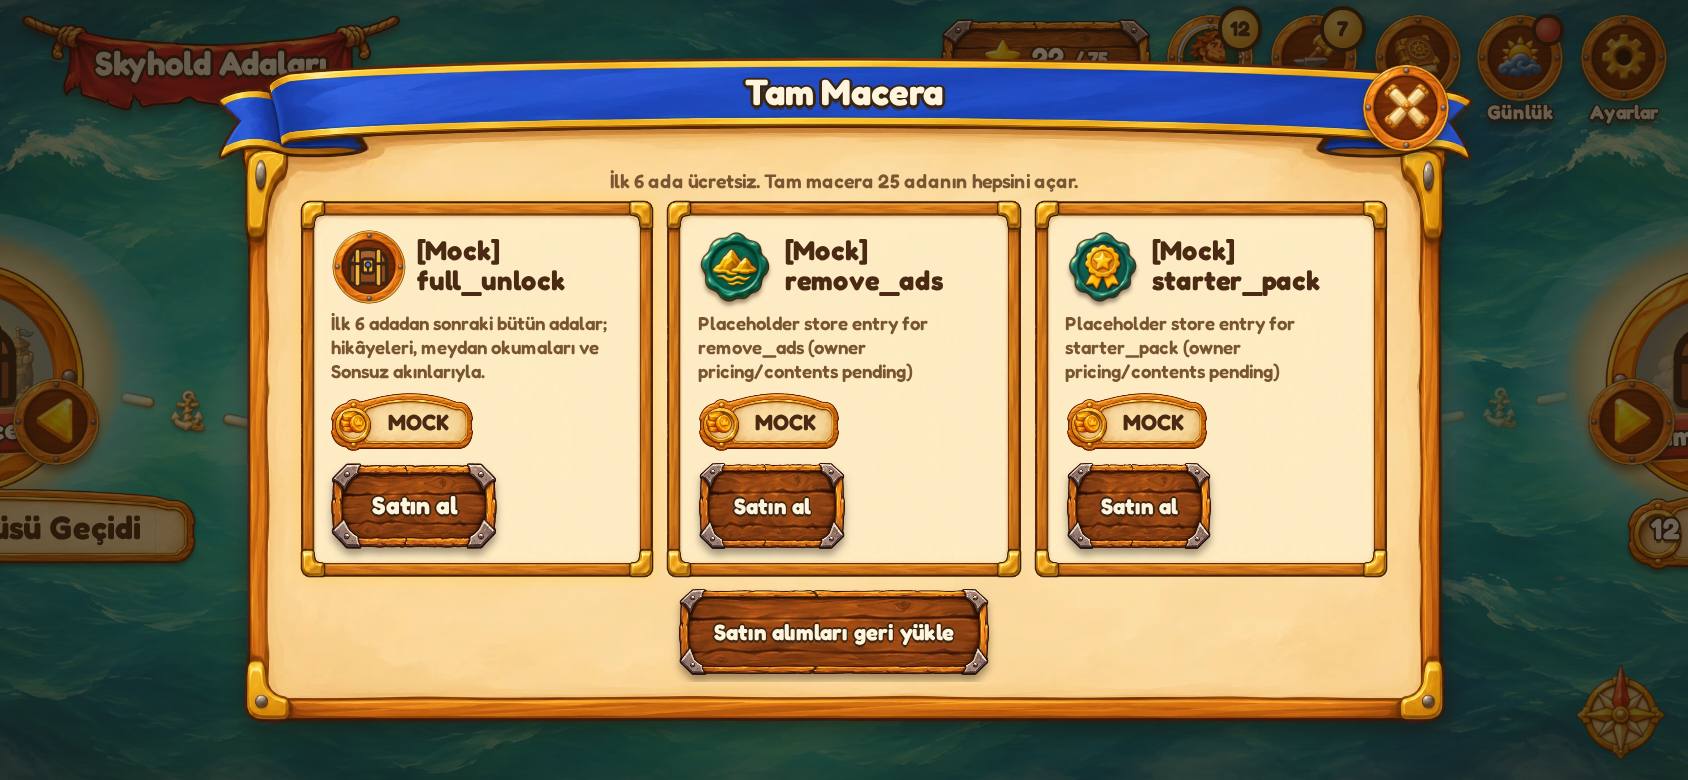 Skyhold Adaları
22 /75
12
7
Günlük
Ayarlar
Tam Macera
İlk 6 ada ücretsiz. Tam macera 25 adanın hepsini açar.
[Mock]
full_unlock
İlk 6 adadan sonraki bütün adalar;
hikâyeleri, meydan okumaları ve
Sonsuz akınlarıyla.
MOCK
Satın al
[Mock]
remove_ads
Placeholder store entry for
remove_ads (owner
pricing/contents pending)
MOCK
Satın al
[Mock]
starter_pack
Placeholder store entry for
starter_pack (owner
pricing/contents pending)
MOCK
Satın al
Satın alımları geri yükle
Geçidi
12